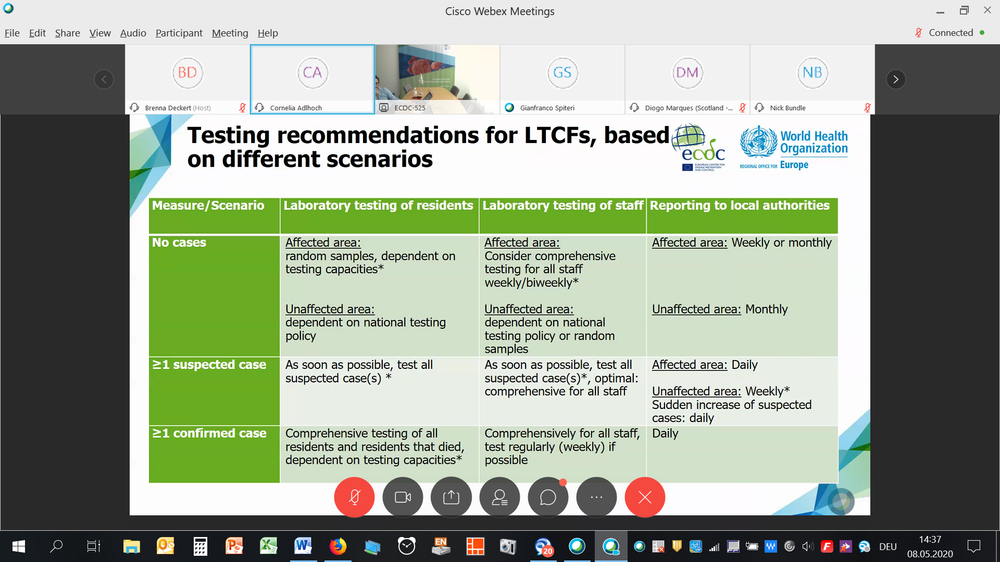 Cisco Webex Meetings
File Edit Share View Audio Participant Meeting Help
Connected
BD
CA
GS
DM
NB
Brenna Deckert (Host)
Cornelia Adlhoch
ECDC-525
Gianfranco Spiteri
Diogo Marques (Scotland -...
Nick Bundle
Testing recommendations for LTCFs, based
on different scenarios
ecdc
EUROPEAN CENTRE FOR
DISEASE PREVENTION
AND CONTROL
World Health
Organization
REGIONAL OFFICE FOR Europe
Measure/Scenario
Laboratory testing of residents
Laboratory testing of staff
Reporting to local authorities
No cases
Affected area:
random samples, dependent on
testing capacities*
Unaffected area:
dependent on national testing
policy
Affected area:
Consider comprehensive
testing for all staff
weekly/biweekly*
Unaffected area:
dependent on national
testing policy or random
samples
Affected area: Weekly or monthly
Unaffected area: Monthly
≥1 suspected case
As soon as possible, test all
suspected case(s) *
As soon as possible, test all
suspected case(s)*, optimal:
comprehensive for all staff
Affected area: Daily
Unaffected area: Weekly*
Sudden increase of suspected
cases: daily
≥1 confirmed case
Comprehensive testing of all
residents and residents that died,
dependent on testing capacities*
Comprehensively for all staff,
test regularly (weekly) if
possible
Daily
EN
20
DEU
14:37
08.05.2020